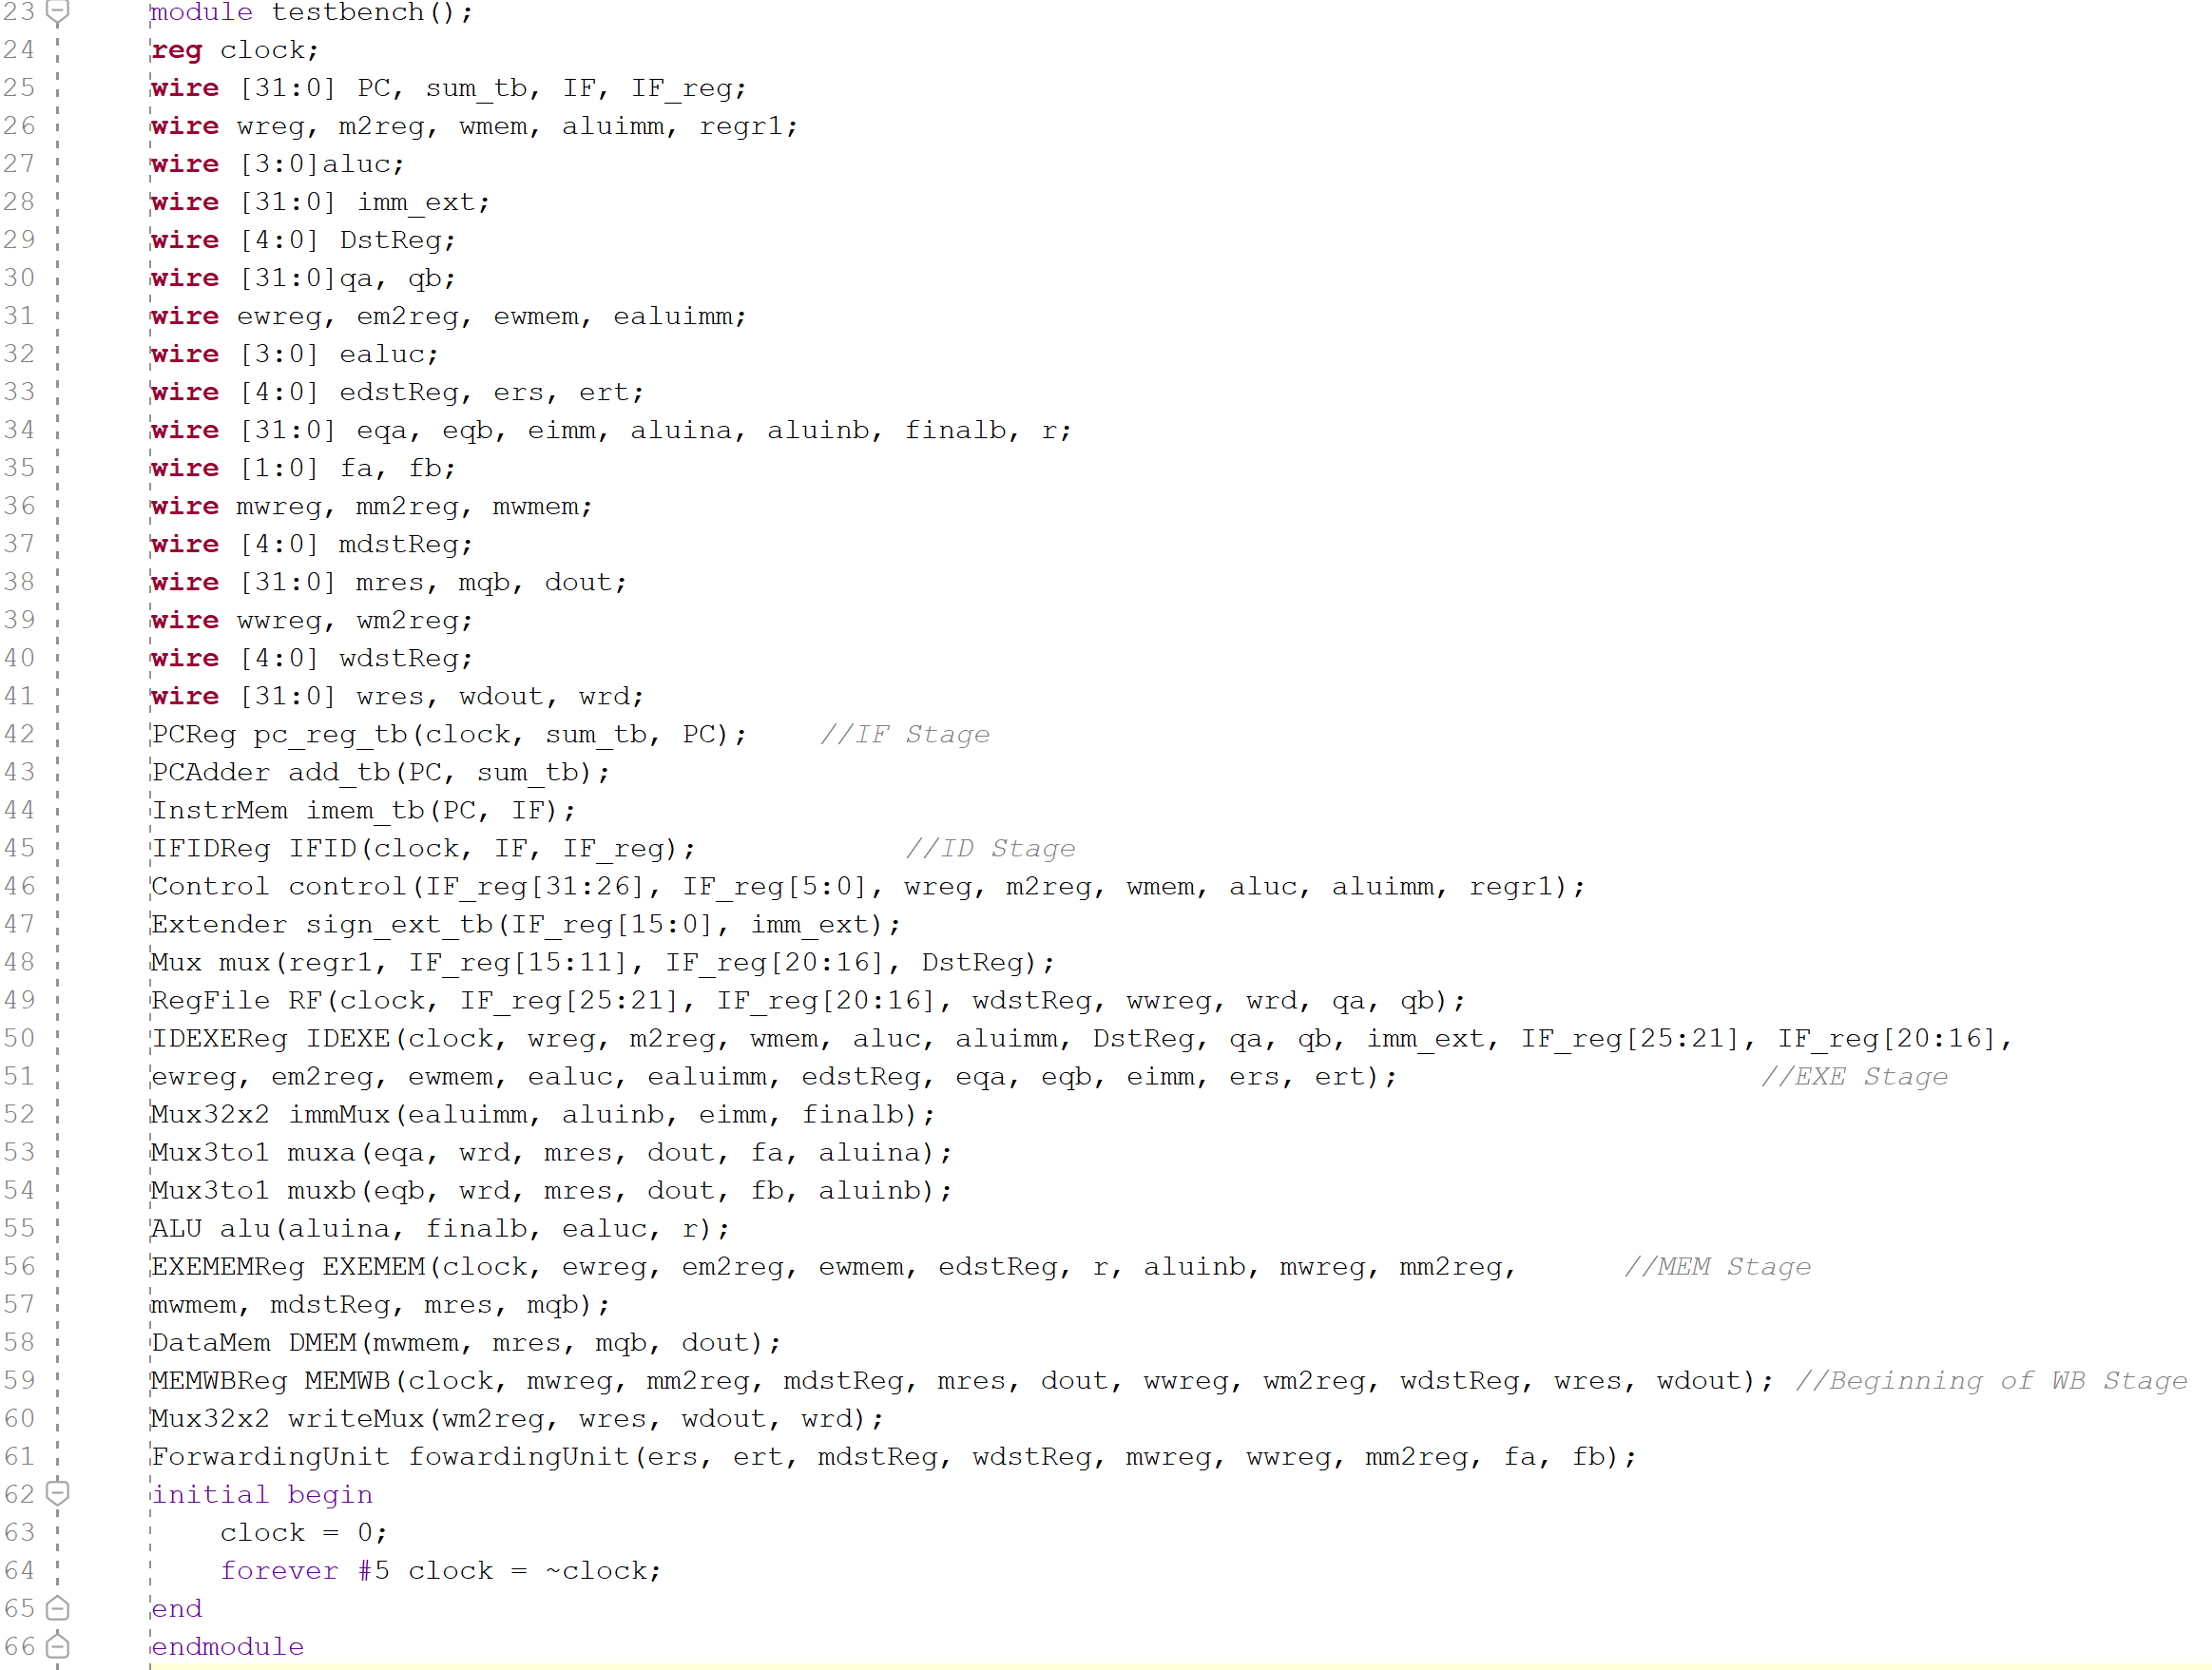 23 module testbench();
24 reg clock;
25 wire [31:0] PC, sum_tb, IF, IF_reg;
26 wire wreg, m2reg, wmem, aluimm, regr1;
27 wire [3:0]aluc;
28 wire [31:0] imm_ext;
29 wire [4:0] DstReg;
30 wire [31:0]qa, qb;
31 wire ewreg, em2reg, ewmem, ealuimm;
32 wire [3:0] ealuc;
33 wire [4:0] edstReg, ers, ert;
34 wire [31:0] eqa, eqb, eimm, aluina, aluinb, finalb, r;
35 wire [1:0] fa, fb;
36 wire mwreg, mm2reg, mwmem;
37 wire [4:0] mdstReg;
38 wire [31:0] mres, mqb, dout;
39 wire wwreg, wm2reg;
40 wire [4:0] wdstReg;
41 wire [31:0] wres, wdout, wrd;
42 PCReg pc_reg_tb(clock, sum_tb, PC); //IF Stage
43 PCAdder add_tb(PC, sum_tb);
44 InstrMem imem_tb(PC, IF);
45 IFIDReg IFID(clock, IF, IF_reg); //ID Stage
46 Control control(IF_reg[31:26], IF_reg[5:0], wreg, m2reg, wmem, aluc, aluimm, regr1);
47 Extender sign_ext_tb(IF_reg[15:0], imm_ext);
48 Mux mux(regr1, IF_reg[15:11], IF_reg[20:16], DstReg);
49 RegFile RF(clock, IF_reg[25:21], IF_reg[20:16], wdstReg, wwreg, wrd, qa, qb);
50 IDEXEReg IDEXE(clock, wreg, m2reg, wmem, aluc, aluimm, DstReg, qa, qb, imm_ext, IF_reg[25:21], IF_reg[20:16],
51 ewreg, em2reg, ewmem, ealuc, ealuimm, edstReg, eqa, eqb, eimm, ers, ert); //EXE Stage
52 Mux32x2 immMux(ealuimm, aluinb, eimm, finalb);
53 Mux3to1 muxa(eqa, wrd, mres, dout, fa, aluina);
54 Mux3to1 muxb(eqb, wrd, mres, dout, fb, aluinb);
55 ALU alu(aluina, finalb, ealuc, r);
56 EXEMEMReg EXEMEM(clock, ewreg, em2reg, ewmem, edstReg, r, aluinb, mwreg, mm2reg, //MEM Stage
57 mwmem, mdstReg, mres, mqb);
58 DataMem DMEM(mwmem, mres, mqb, dout);
59 MEMWBReg MEMWB(clock, mwreg, mm2reg, mdstReg, mres, dout, wwreg, wm2reg, wdstReg, wres, wdout); //Beginning of WB Stage
60 Mux32x2 writeMux(wm2reg, wres, wdout, wrd);
61 ForwardingUnit fowardingUnit(ers, ert, mdstReg, wdstReg, mwreg, wwreg, mm2reg, fa, fb);
62 initial begin
63 clock = 0;
64 forever #5 clock = ~clock;
65 end
66 endmodule